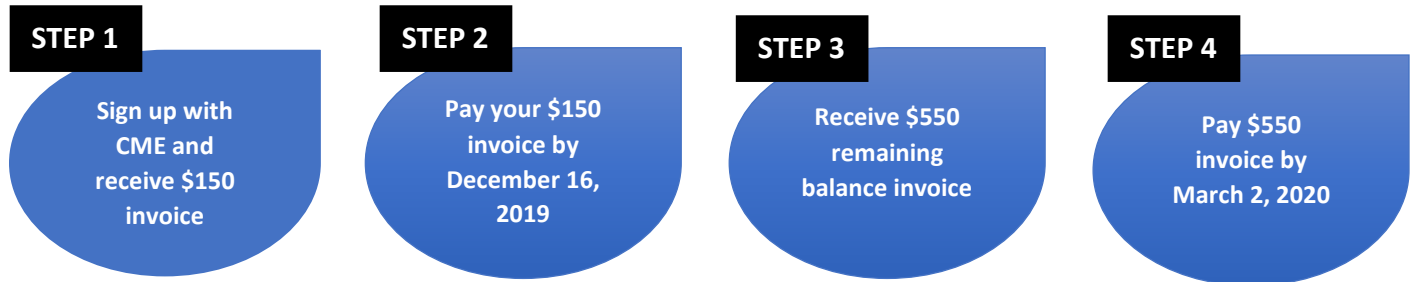 STEP 1
Sign up with
CME and
receive $150
invoice
STEP 2
Pay your $150
invoice by
December 16,
2019
STEP 3
Receive $550
remaining
balance invoice
STEP 4
Pay $550
invoice by
March 2, 2020